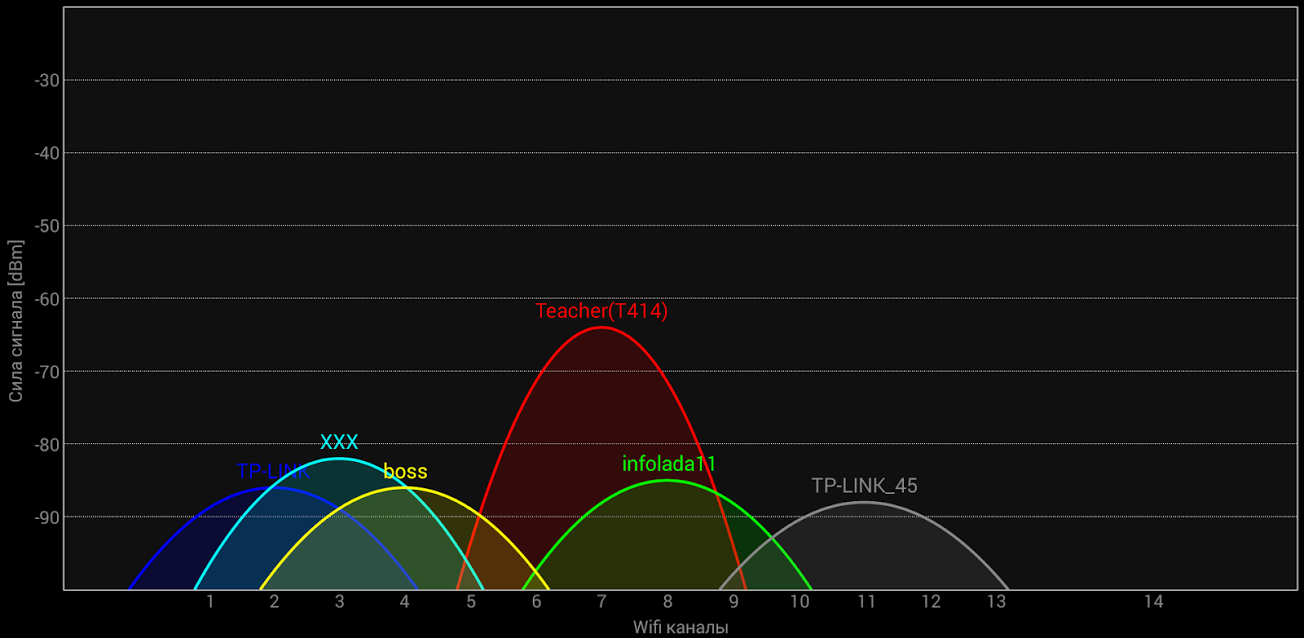 -30
-40
-50
-60
-70
-80
-90
Сила сигнала [dBm]
Teacher(T414)
XXX
TP-LINK
boss
infolada11
TP-LINK_45
1 2 3 4 5 6 7 8 9 10 11 12 13 14
Wifi каналы